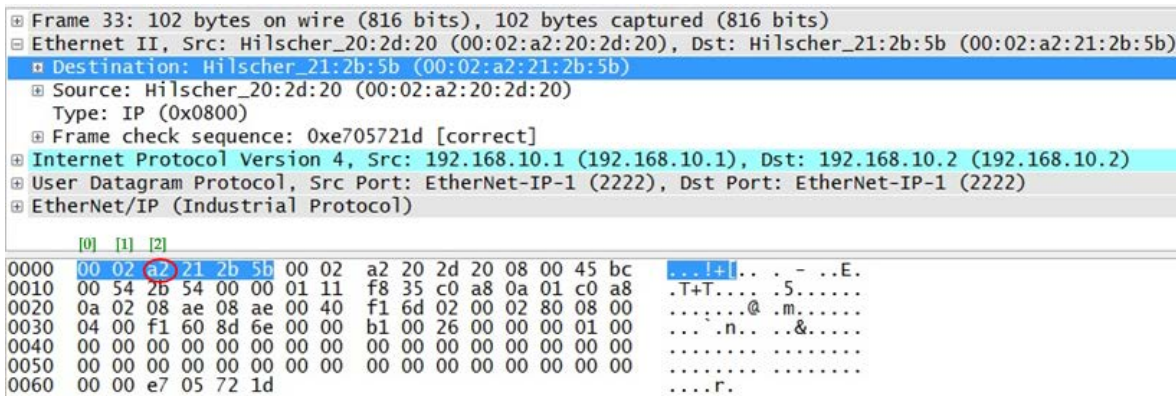 Frame 33: 102 bytes on wire (816 bits), 102 bytes captured (816 bits)
Ethernet II, Src: Hilscher_20:2d:20 (00:02:a2:20:2d:20), Dst: Hilscher_21:2b:5b (00:02:a2:21:2b:5b)
Destination: Hilscher_21:2b:5b (00:02:a2:21:2b:5b)
Source: Hilscher_20:2d:20 (00:02:a2:20:2d:20)
Type: IP (0x0800)
Frame check sequence: 0xe705721d [correct]
Internet Protocol Version 4, Src: 192.168.10.1 (192.168.10.1), Dst: 192.168.10.2 (192.168.10.2)
User Datagram Protocol, Src Port: EtherNet-IP-1 (2222), Dst Port: EtherNet-IP-1 (2222)
EtherNet/IP (Industrial Protocol)
[0] [1] [2]
0000 00 02 a2 21 2b 5b 00 02 a2 20 2d 20 08 00 45 bc ...!+[.. . - ..E.
0010 00 54 2b 54 00 00 01 11 f8 35 c0 a8 0a 01 c0 a8 .T+T.... .5......
0020 0a 02 08 ae 08 ae 00 40 f1 6d 02 00 02 80 08 00 .......@ .m......
0030 04 00 f1 60 8d 6e 00 00 b1 00 26 00 00 00 01 00 ...`.n.. ..&.....
0040 00 00 00 00 00 00 00 00 00 00 00 00 00 00 00 00 ........ ........
0050 00 00 00 00 00 00 00 00 00 00 00 00 00 00 00 00 ........ ........
0060 00 00 e7 05 72 1d ....r.